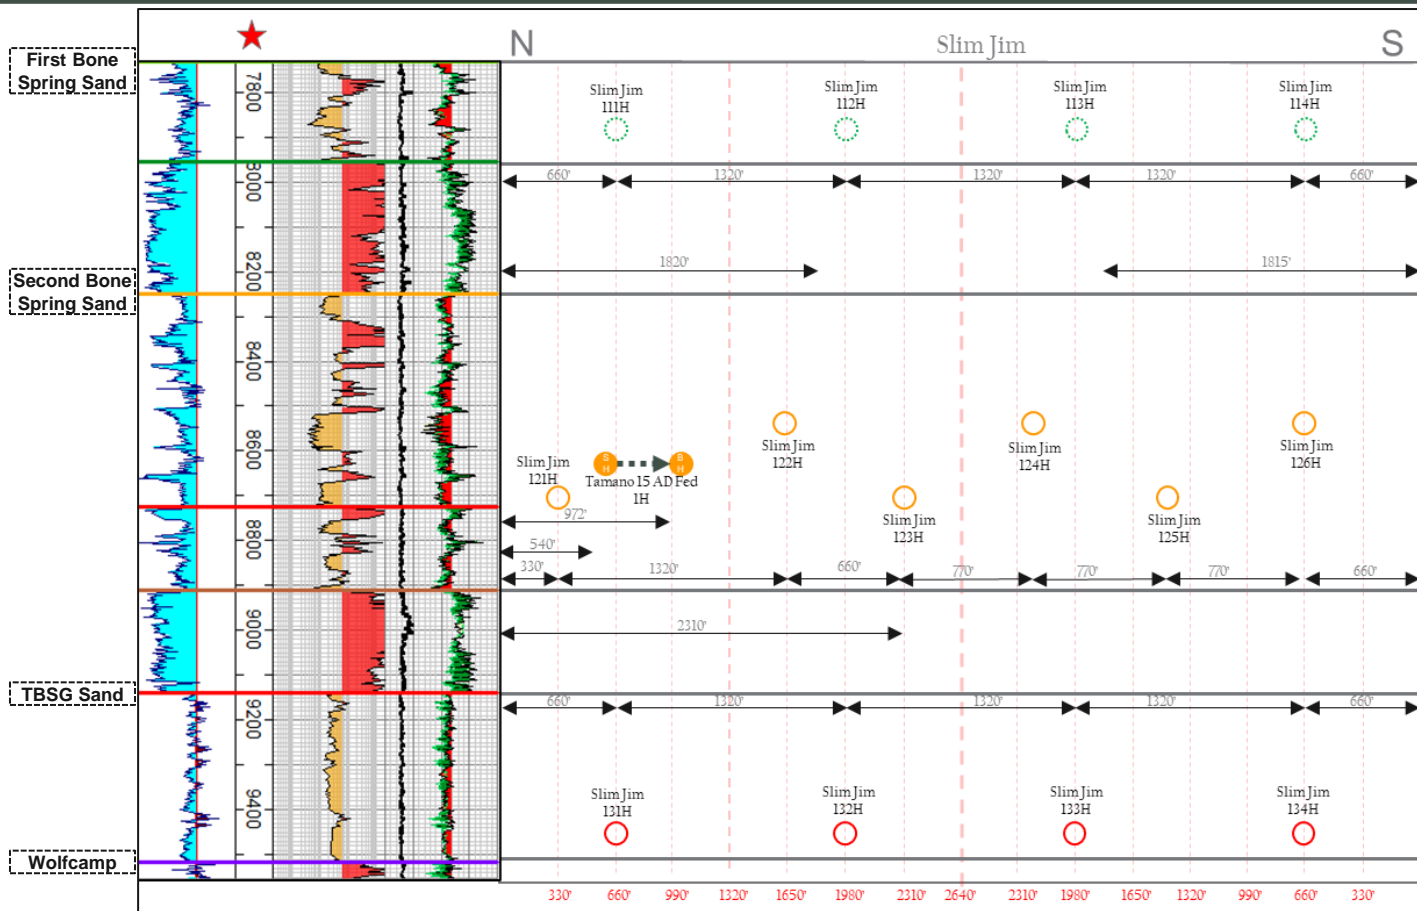 N
Slim Jim
S
First Bone
Spring Sand
Second Bone
Spring Sand
TBSG Sand
Wolfcamp
7800
8000
8200
8400
8600
8800
9000
9200
9400
Slim Jim
111H
Slim Jim
112H
Slim Jim
113H
Slim Jim
114H
660'
1320'
1320'
1320'
660'
1820'
1815'
Slim Jim
121H
S
H
B
H
Tamano 15 AD Fed
1H
Slim Jim
122H
Slim Jim
123H
Slim Jim
124H
Slim Jim
125H
Slim Jim
126H
972'
540'
330'
1320'
660'
770'
770'
770'
660'
2310'
660'
1320'
1320'
1320'
660'
Slim Jim
131H
Slim Jim
132H
Slim Jim
133H
Slim Jim
134H
330'
660'
990'
1320'
1650'
1980'
2310'
2640'
2310'
1980'
1650'
1320'
990'
660'
330'